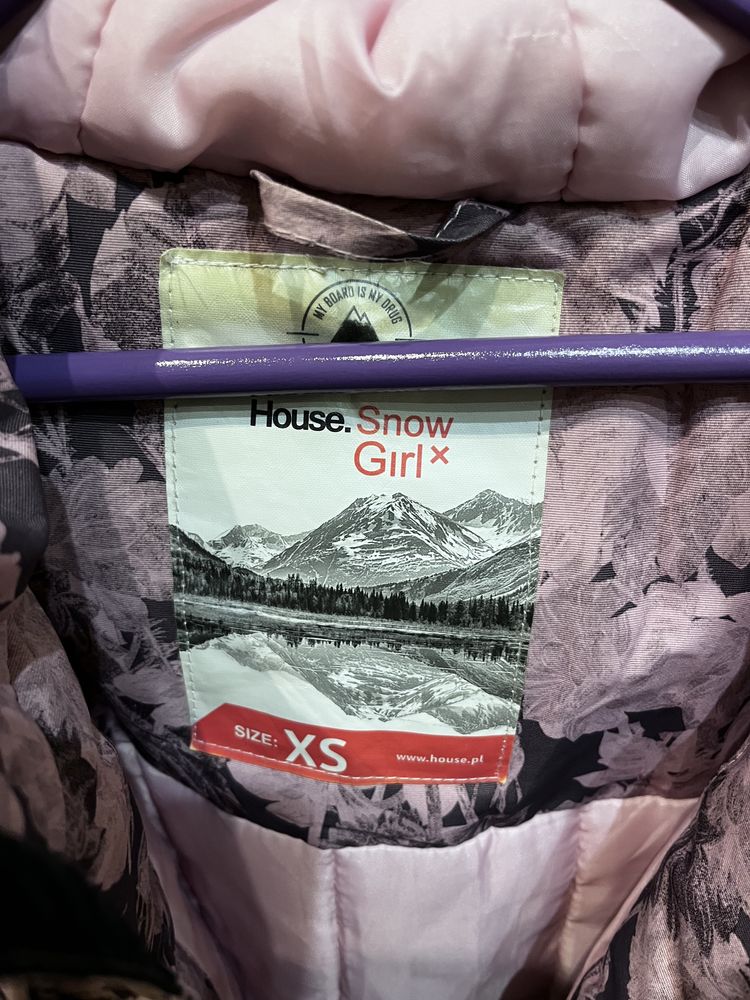 MY BOARD IS MY DRUG
House. Snow
Girl×
SIZE: XS
www.house.pl